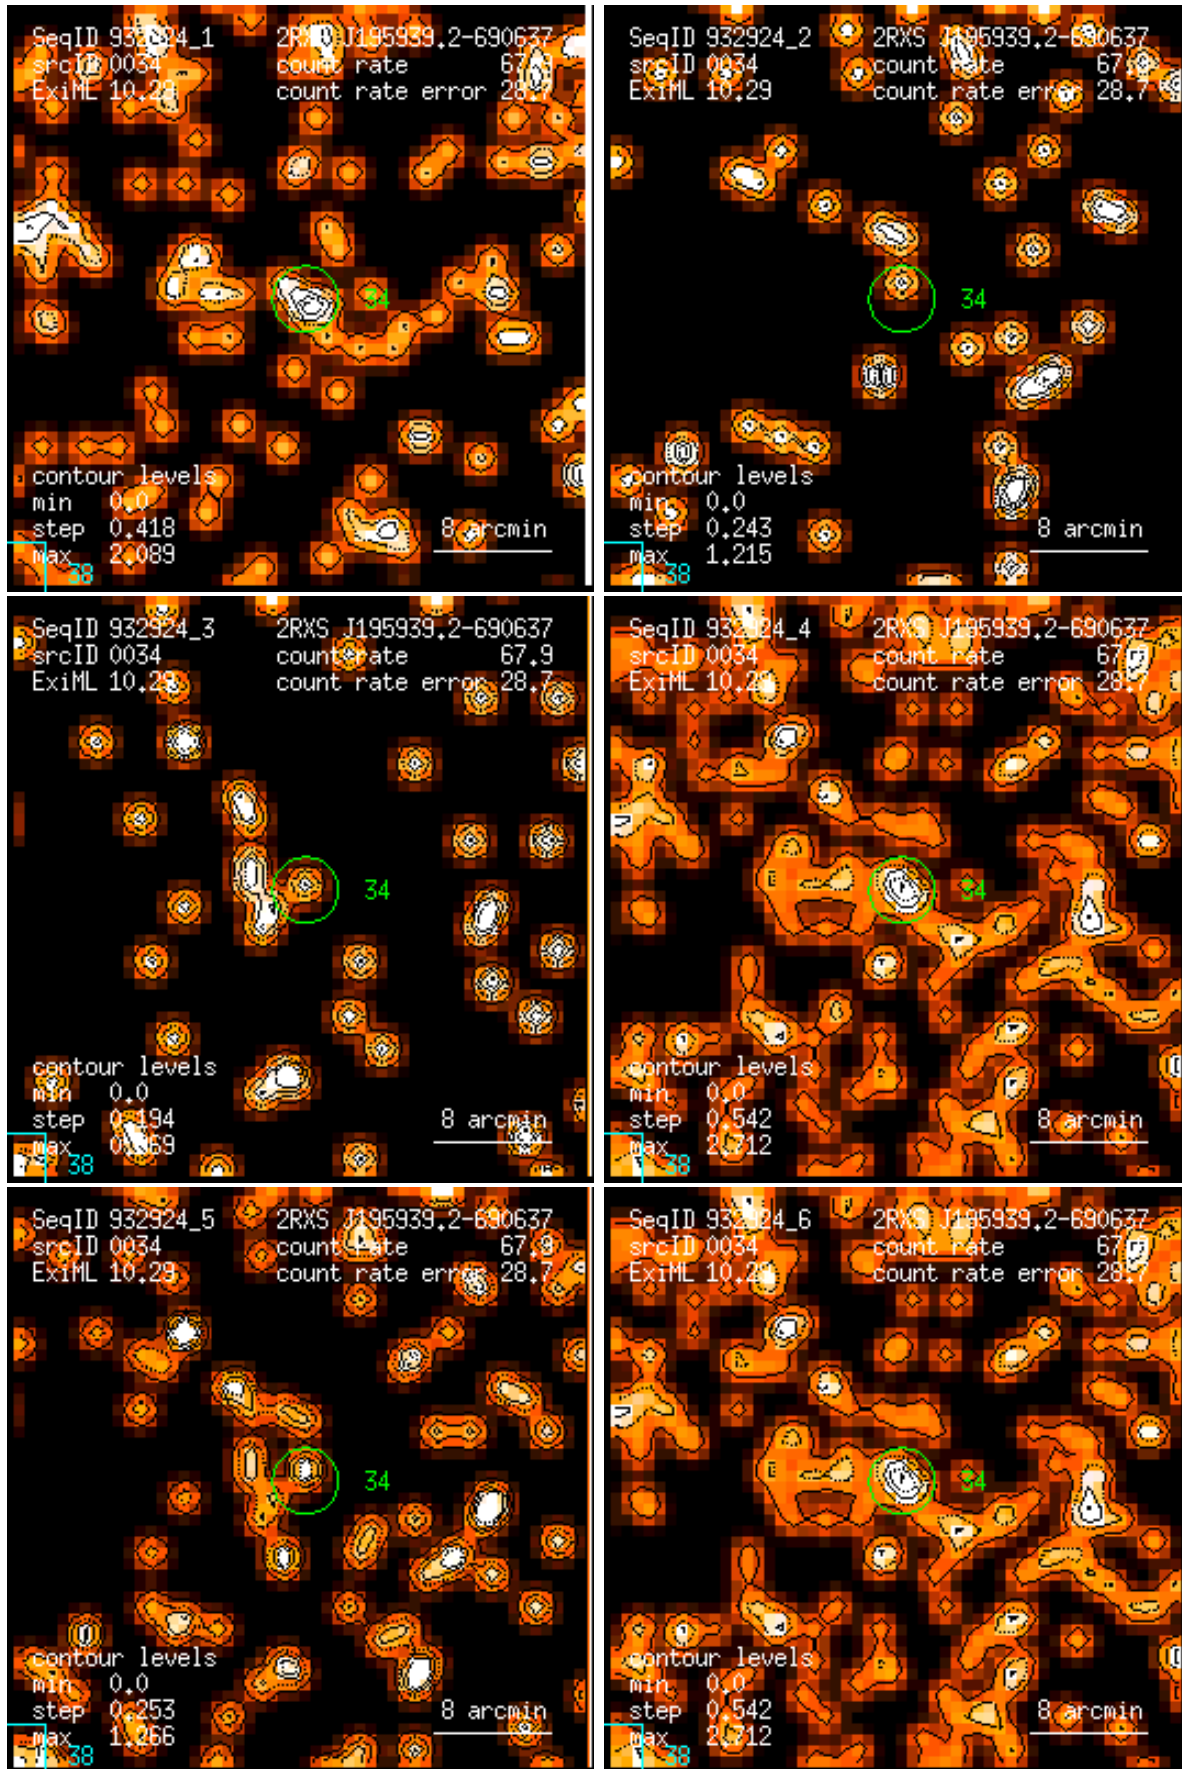 SeqID 932924_1 2RXS J195939.2-690637
srcID 0034 count rate 67.9
ExiML 10.29 count rate error 28.7
34
contour levels
min 0.0
step 0.418
max 2.089
8 arcmin
38
SeqID 932924_2 2RXS J195939.2-690637
srcID 0034 count rate 67.9
ExiML 10.29 count rate error 28.7
34
contour levels
min 0.0
step 0.243
max 1.215
8 arcmin
38
SeqID 932924_3 2RXS J195939.2-690637
srcID 0034 count rate 67.9
ExiML 10.29 count rate error 28.7
34
contour levels
min 0.0
step 0.194
max 0.969
8 arcmin
38
SeqID 932924_4 2RXS J195939.2-690637
srcID 0034 count rate 67.9
ExiML 10.29 count rate error 28.7
34
contour levels
min 0.0
step 0.542
max 2.712
8 arcmin
38
SeqID 932924_5 2RXS J195939.2-690637
srcID 0034 count rate 67.9
ExiML 10.29 count rate error 28.7
34
contour levels
min 0.0
step 0.253
max 1.266
8 arcmin
38
SeqID 932924_6 2RXS J195939.2-690637
srcID 0034 count rate 67.9
ExiML 10.29 count rate error 28.7
34
contour levels
min 0.0
step 0.542
max 2.712
8 arcmin
38